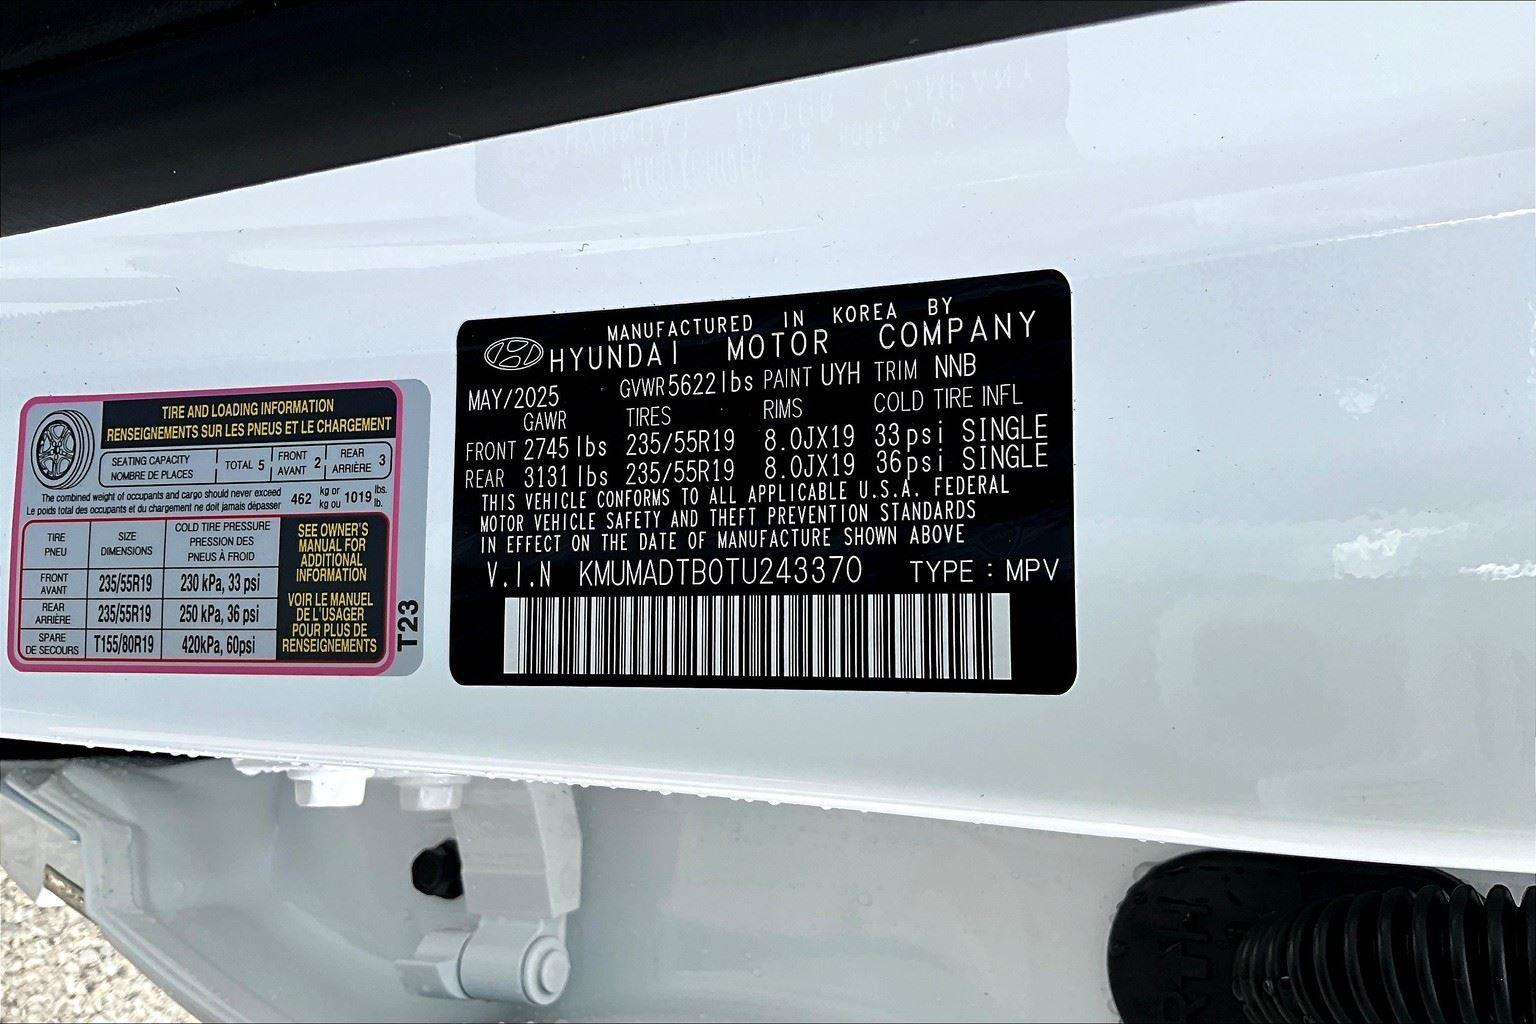 TIRE AND LOADING INFORMATION
RENSEIGNEMENTS SUR LES PNEUS ET LE CHARGEMENT
SEATING CAPACITY
NOMBRE DE PLACES
TOTAL 5
FRONT
AVANT 2
REAR
ARRIÈRE 3
The combined weight of occupants and cargo should never exceed 462 kg or 1019 lbs.
Le poids total des occupants et du chargement ne doit jamais dépasser kg ou lb.
TIRE
PNEU
SIZE
DIMENSIONS
COLD TIRE PRESSURE
PRESSION DES
PNEUS À FROID
FRONT
AVANT
235/55R19
230 kPa, 33 psi
REAR
ARRIÈRE
235/55R19
250 kPa, 36 psi
SPARE
DE SECOURS
T155/80R19
420kPa, 60psi
SEE OWNER'S
MANUAL FOR
ADDITIONAL
INFORMATION
VOIR LE MANUEL
DE L'USAGER
POUR PLUS DE
RENSEIGNEMENTS
T23
MANUFACTURED IN KOREA BY
HYUNDAI MOTOR COMPANY
MAY/2025 GVWR 5622 lbs PAINT UYH TRIM NNB
GAWR TIRES RIMS COLD TIRE INFL
FRONT 2745 lbs 235/55R19 8.0JX19 33psi SINGLE
REAR 3131 lbs 235/55R19 8.0JX19 36psi SINGLE
THIS VEHICLE CONFORMS TO ALL APPLICABLE U.S.A. FEDERAL
MOTOR VEHICLE SAFETY AND THEFT PREVENTION STANDARDS
IN EFFECT ON THE DATE OF MANUFACTURE SHOWN ABOVE
V.I.N KMUMADTB0TU243370 TYPE : MPV